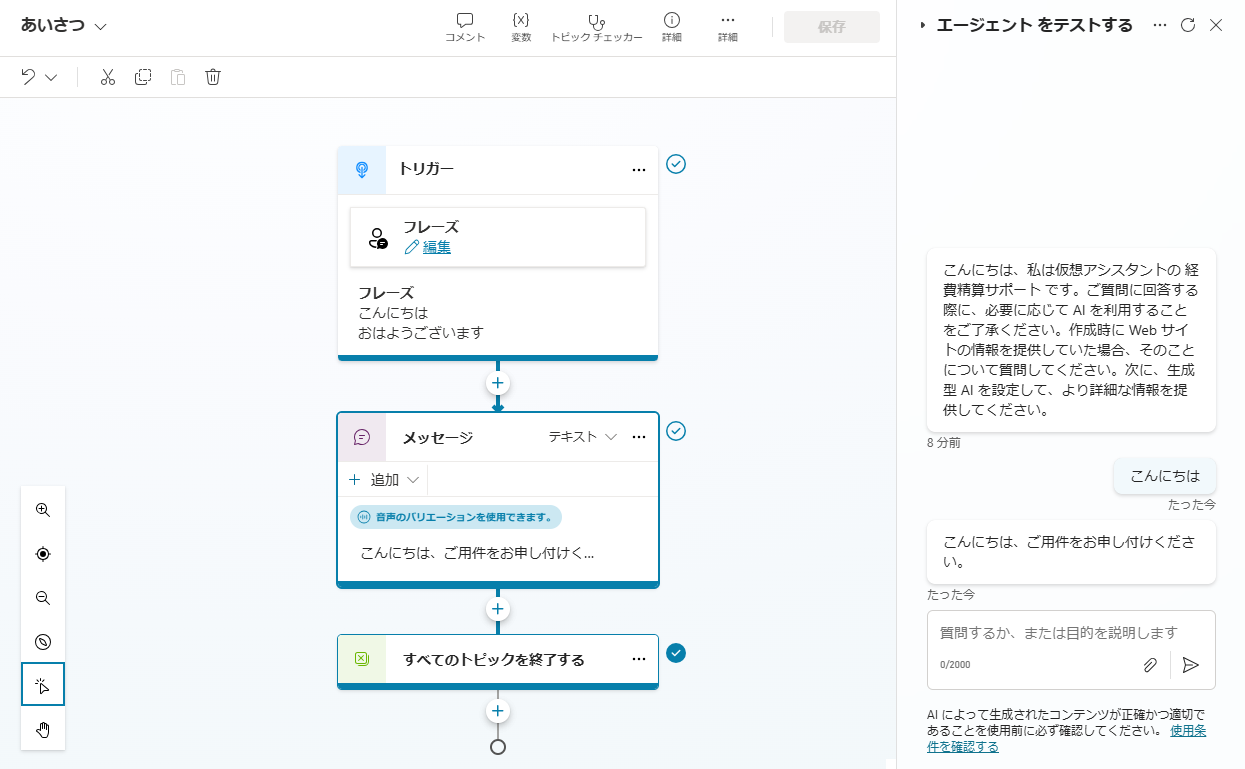 あいさつ
コメント
変数
トピック チェッカー
詳細
詳細
保存
トリガー
フレーズ
編集
フレーズ
こんにちは
おはようございます
メッセージ
テキスト
追加
音声のバリエーションを使用できます。
こんにちは、ご用件をお申し付けく...
すべてのトピックを終了する
エージェント をテストする
こんにちは、私は仮想アシスタントの 経
費精算サポート です。ご質問に回答する
際に、必要に応じて AI を利用すること
をご了承ください。作成時に Web サイ
トの情報を提供していた場合、そのこと
について質問してください。次に、生成
型 AI を設定して、より詳細な情報を提
供してください。
8 分前
こんにちは
たった今
こんにちは、ご用件をお申し付けくださ
い。
たった今
質問するか、または目的を説明します
0/2000
AI によって生成されたコンテンツが正確かつ適切で
あることを使用前に必ず確認してください。 使用条
件を確認する